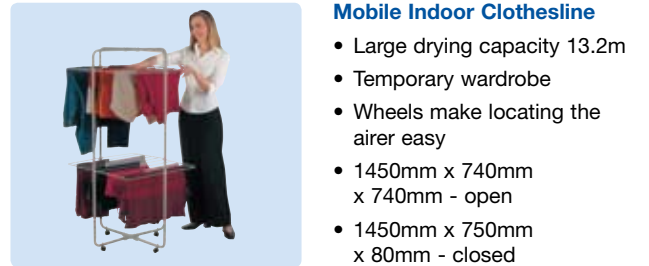 Mobile Indoor Clothesline
• Large drying capacity 13.2m
• Temporary wardrobe
• Wheels make locating the
airer easy
• 1450mm x 740mm
x 740mm - open
• 1450mm x 750mm
x 80mm - closed